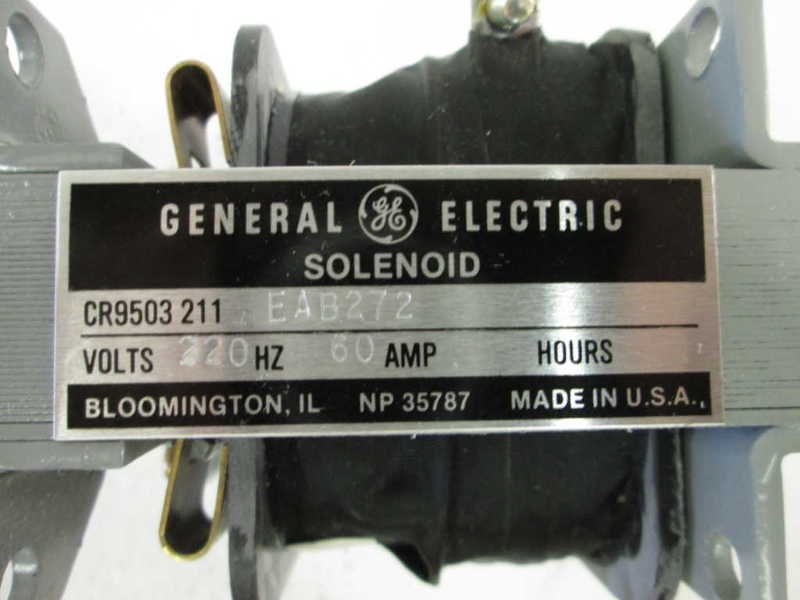 GENERAL GE ELECTRIC
SOLENOID
CR9503 211 EAB272
VOLTS 220 HZ 60 AMP HOURS
BLOOMINGTON, IL NP 35787 MADE IN U.S.A.